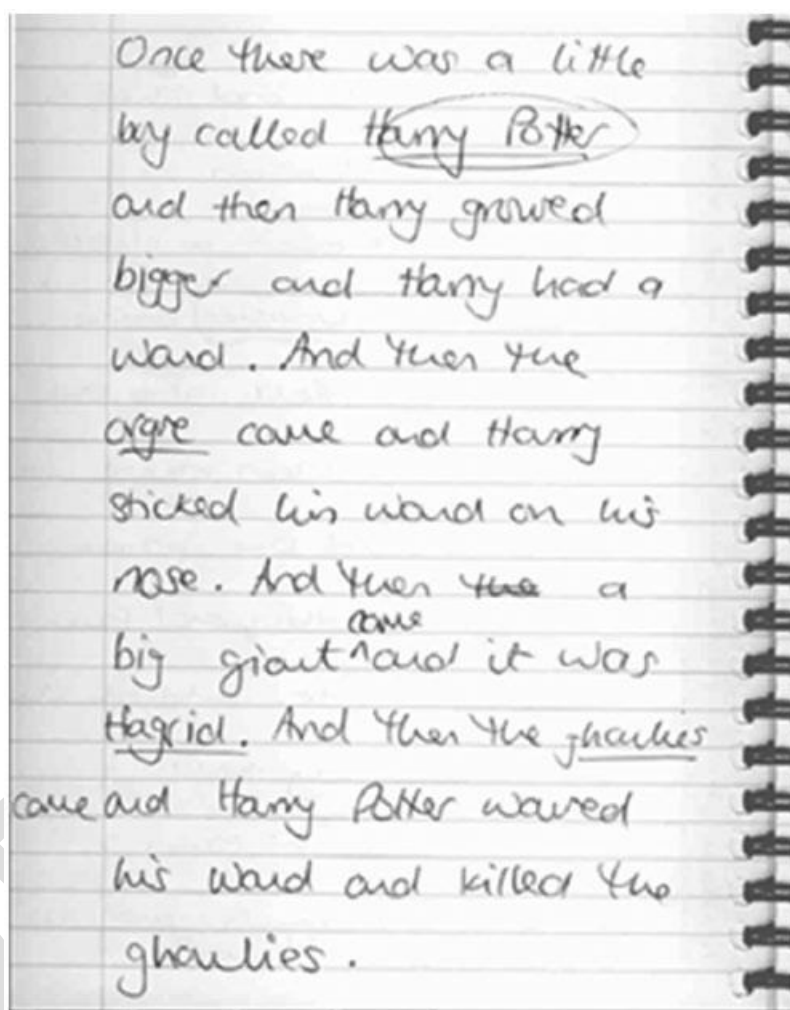 Once there was a little
boy called Harry Potter
and then Harry growed
bigger and Harry had a
wand. And then the
orgre came and Harry
sticked his wand on his
nose. And then the a
came
big giant ^ and it was
Hagrid. And then the ghoulies
came and Harry Potter waved
his wand and killed the
ghoulies.